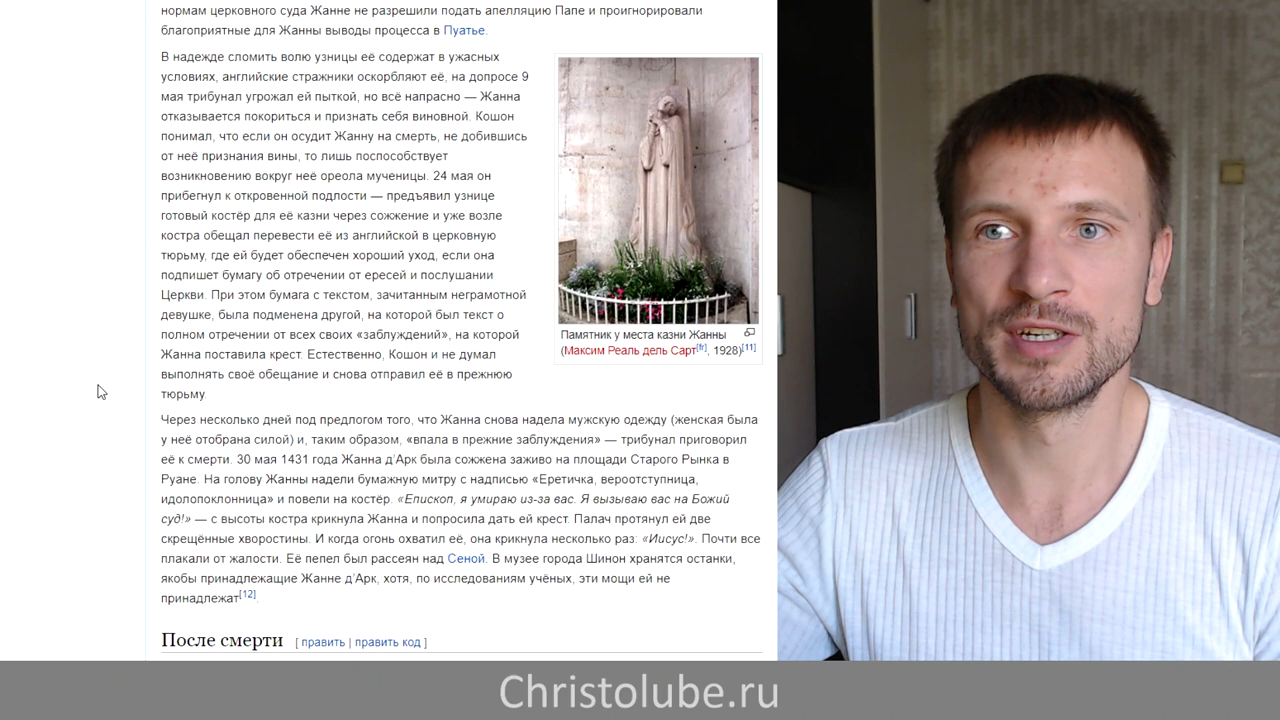 нормам церковного суда Жанне не разрешили подать апелляцию Папе и проигнорировали
благоприятные для Жанны выводы процесса в Пуатье.
В надежде сломить волю узницы её содержат в ужасных
условиях, английские стражники оскорбляют её, на допросе 9
мая трибунал угрожал ей пыткой, но всё напрасно — Жанна
отказывается покориться и признать себя виновной. Кошон
понимал, что если он осудит Жанну на смерть, не добившись
от неё признания вины, то лишь поспособствует
возникновению вокруг неё ореола мученицы. 24 мая он
прибегнул к откровенной подлости — предъявил узнице
готовый костёр для её казни через сожжение и уже возле
костра обещал перевести её из английской в церковную
тюрьму, где ей будет обеспечен хороший уход, если она
подпишет бумагу об отречении от ересей и послушании
Церкви. При этом бумага с текстом, зачитанным неграмотной
девушке, была подменена другой, на которой был текст о
полном отречении от всех своих «заблуждений», на которой
Жанна поставила крест. Естественно, Кошон и не думал
выполнять своё обещание и снова отправил её в прежнюю
тюрьму.
Памятник у места казни Жанны
(Максим Реаль дель Сарт[fr], 1928)[11]
Через несколько дней под предлогом того, что Жанна снова надела мужскую одежду (женская была
у неё отобрана силой) и, таким образом, «впала в прежние заблуждения» — трибунал приговорил
её к смерти. 30 мая 1431 года Жанна д’Арк была сожжена заживо на площади Старого Рынка в
Руане. На голову Жанны надели бумажную митру с надписью «Еретичка, вероотступница,
идолопоклонница» и повели на костёр. «Епископ, я умираю из-за вас. Я вызываю вас на Божий
суд!» — с высоты костра крикнула Жанна и попросила дать ей крест. Палач протянул ей две
скрещённые хворостины. И когда огонь охватил её, она крикнула несколько раз: «Иисус!». Почти все
плакали от жалости. Её пепел был рассеян над Сеной. В музее города Шинон хранятся останки,
якобы принадлежащие Жанне д’Арк, хотя, по исследованиям учёных, эти мощи ей не
принадлежат[12].
После смерти [ править | править код ]
Christolube.ru